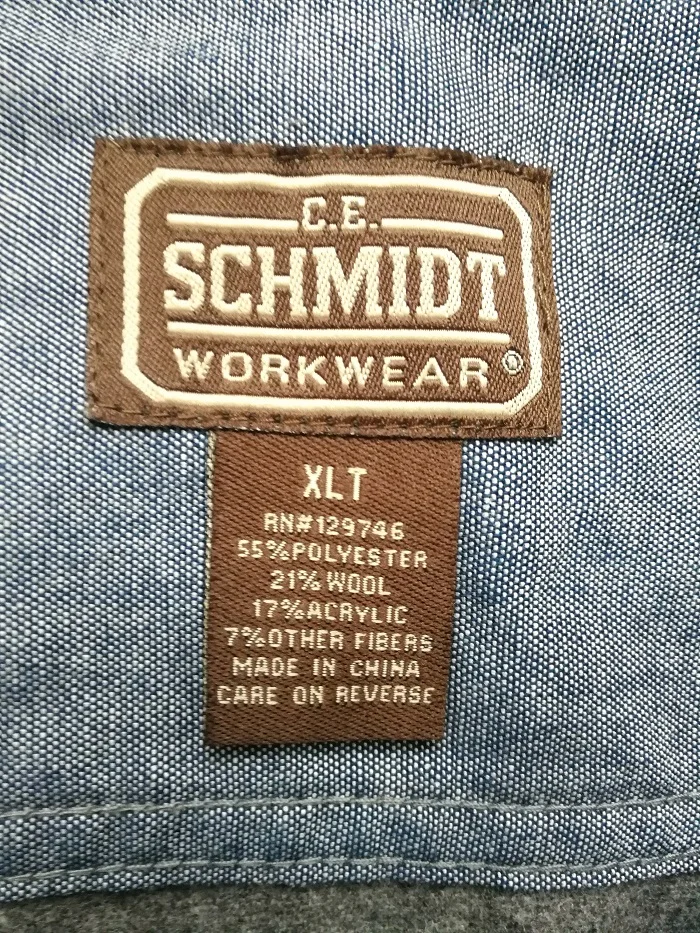 C.E.
SCHMIDT
WORKWEAR®
XLT
RN#129746
55%POLYESTER
21% WOOL
17%ACRYLIC
7%OTHER FIBERS
MADE IN CHINA
CARE ON REVERSE